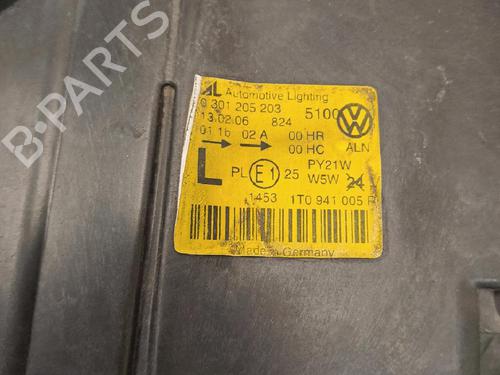 AL Automotive Lighting
0 301 205 203
5100
13.02.06 824
01 1b 02 A 00 HR
00 HC
ALN
L PL E1 25
PY21W
W5W 24
1453 1T0 941 005
Made in Germany
B-PARTS